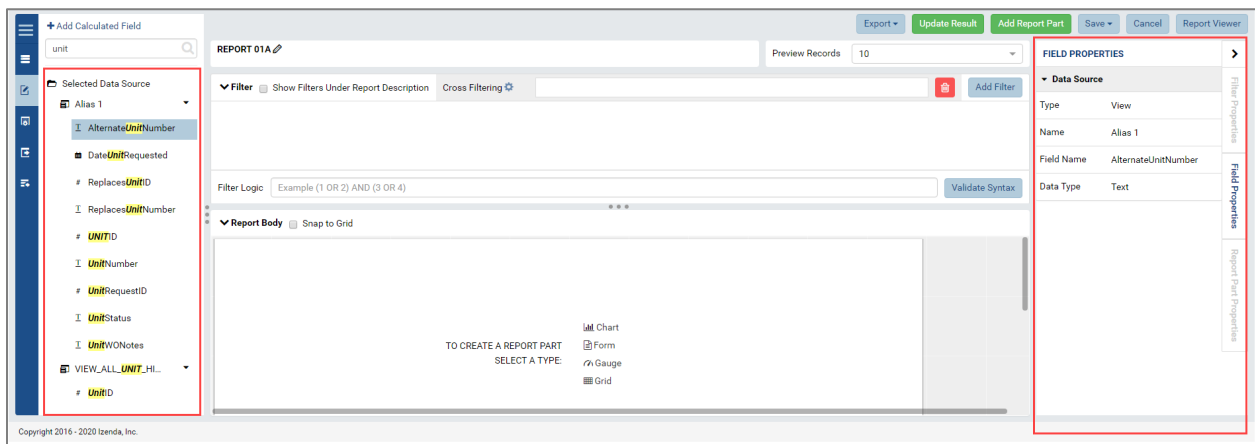 + Add Calculated Field
unit
Selected Data Source
Alias 1
AlternateUnitNumber
DateUnitRequested
ReplacesUnitID
ReplacesUnitNumber
UNITID
UnitNumber
UnitRequestID
UnitStatus
UnitWONotes
VIEW_ALL_UNIT_HI...
UnitID
Export
Update Result
Add Report Part
Save
Cancel
Report Viewer
REPORT 01A
Preview Records 10
Filter Show Filters Under Report Description Cross Filtering
Add Filter
Filter Logic Example (1 OR 2) AND (3 OR 4) Validate Syntax
Report Body Snap to Grid
TO CREATE A REPORT PART
SELECT A TYPE:
Chart
Form
Gauge
Grid
FIELD PROPERTIES
Data Source
Type View
Name Alias 1
Field Name AlternateUnitNumber
Data Type Text
Filter Properties
Field Properties
Report Part Properties
Copyright 2016 - 2020 Izenda, Inc.